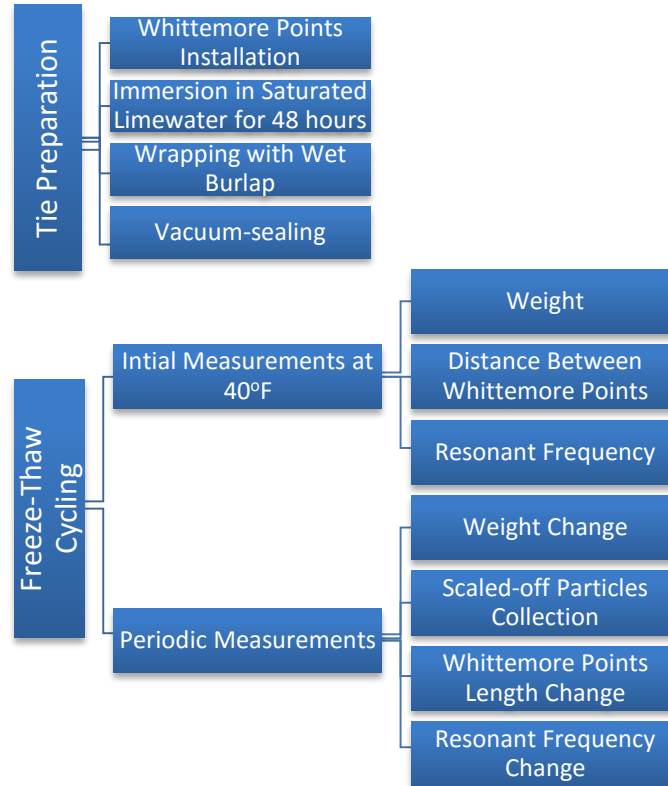 Tie Preparation
Whittemore Points
Installation
Immersion in Saturated
Limewater for 48 hours
Wrapping with Wet
Burlap
Vacuum-sealing
Freeze-Thaw
Cycling
Intial Measurements at
40°F
Weight
Distance Between
Whittemore Points
Resonant Frequency
Periodic Measurements
Weight Change
Scaled-off Particles
Collection
Whittemore Points
Length Change
Resonant Frequency
Change